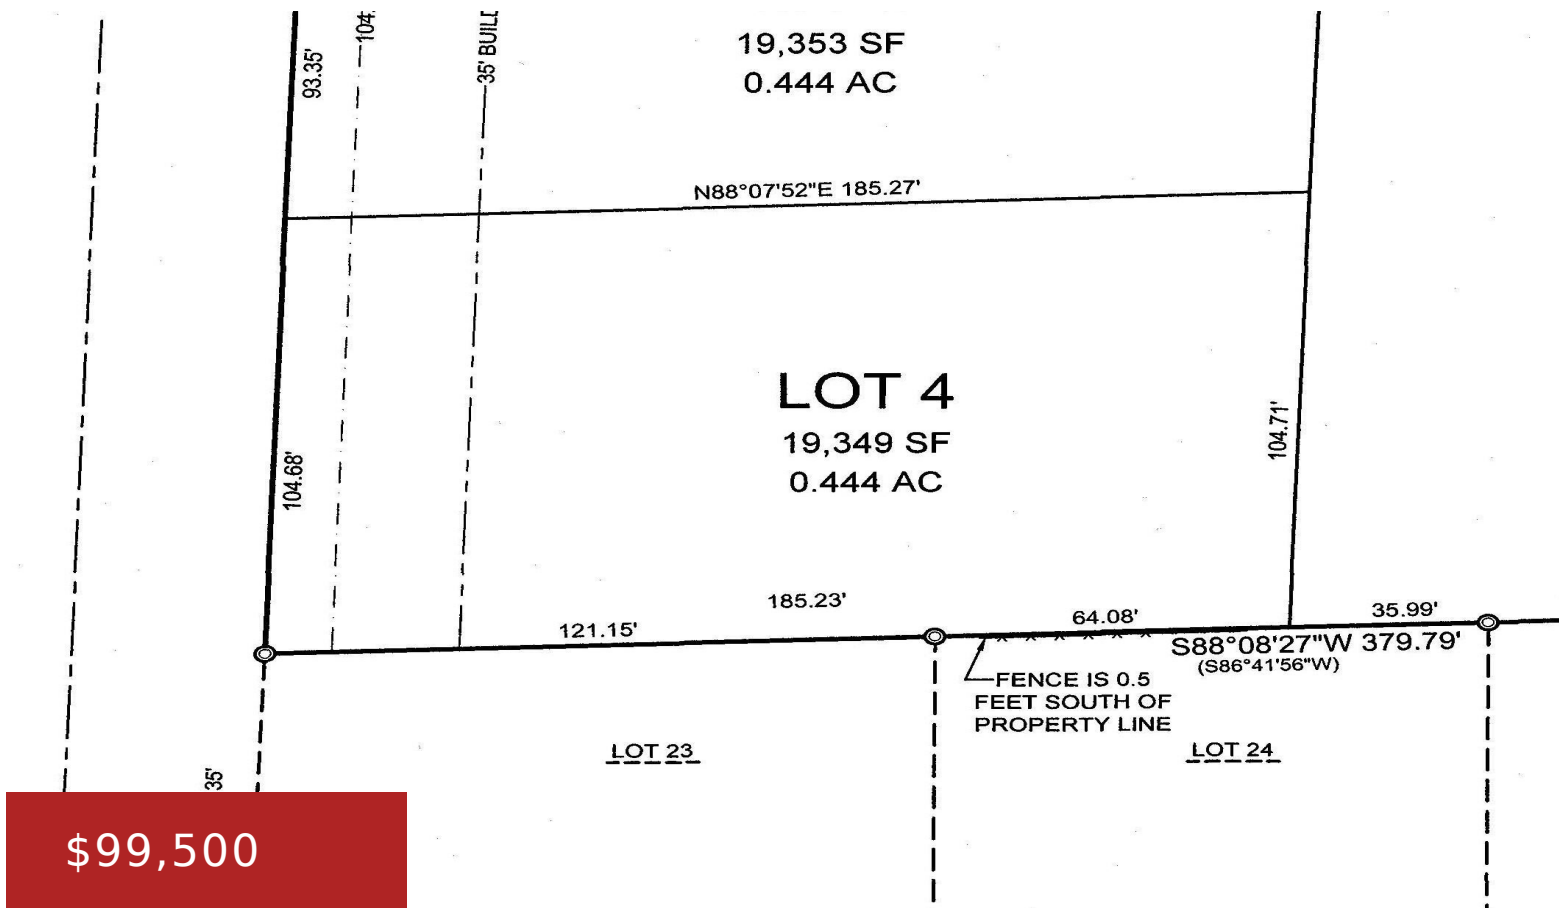 93.35'
104.
35' BUILD
19,353 SF
0.444 AC
N88°07'52"E 185.27'
LOT 4
19,349 SF
0.444 AC
104.68'
104.71'
185.23'
121.15'
64.08'
35.99'
S88°08'27"W 379.79'
(S86°41'56"W)
FENCE IS 0.5
FEET SOUTH OF
PROPERTY LINE
LOT 23
LOT 24
35'
$99,500